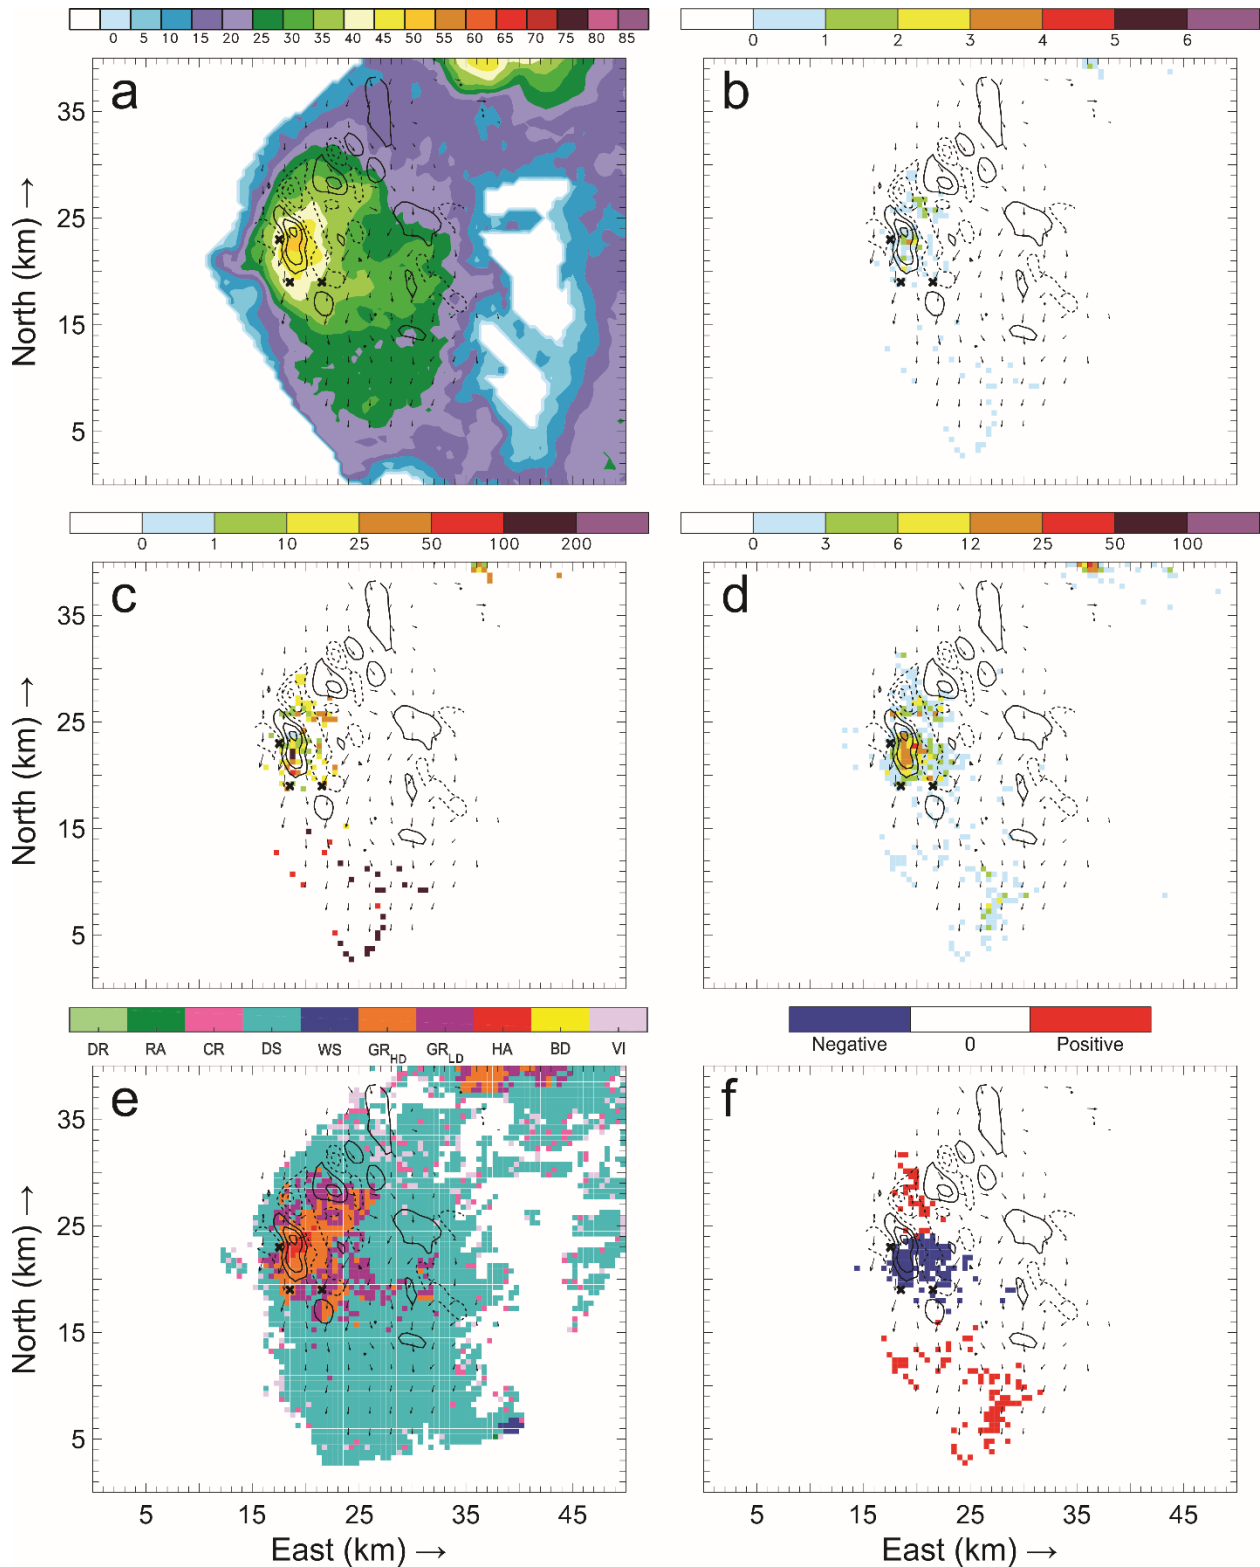 0 5 10 15 20 25 30 35 40 45 50 55 60 65 70 75 80 85
0 1 2 3 4 5 6
a
b
35
25
15
5
North (km) →
0 1 10 25 50 100 200
0 3 6 12 25 50 100
c
d
35
25
15
5
North (km) →
DR RA CR DS WS GR HD GR LD HA BD VI
Negative 0 Positive
e
f
35
25
15
5
North (km) →
5 15 25 35 45
5 15 25 35 45
East (km) →
East (km) →